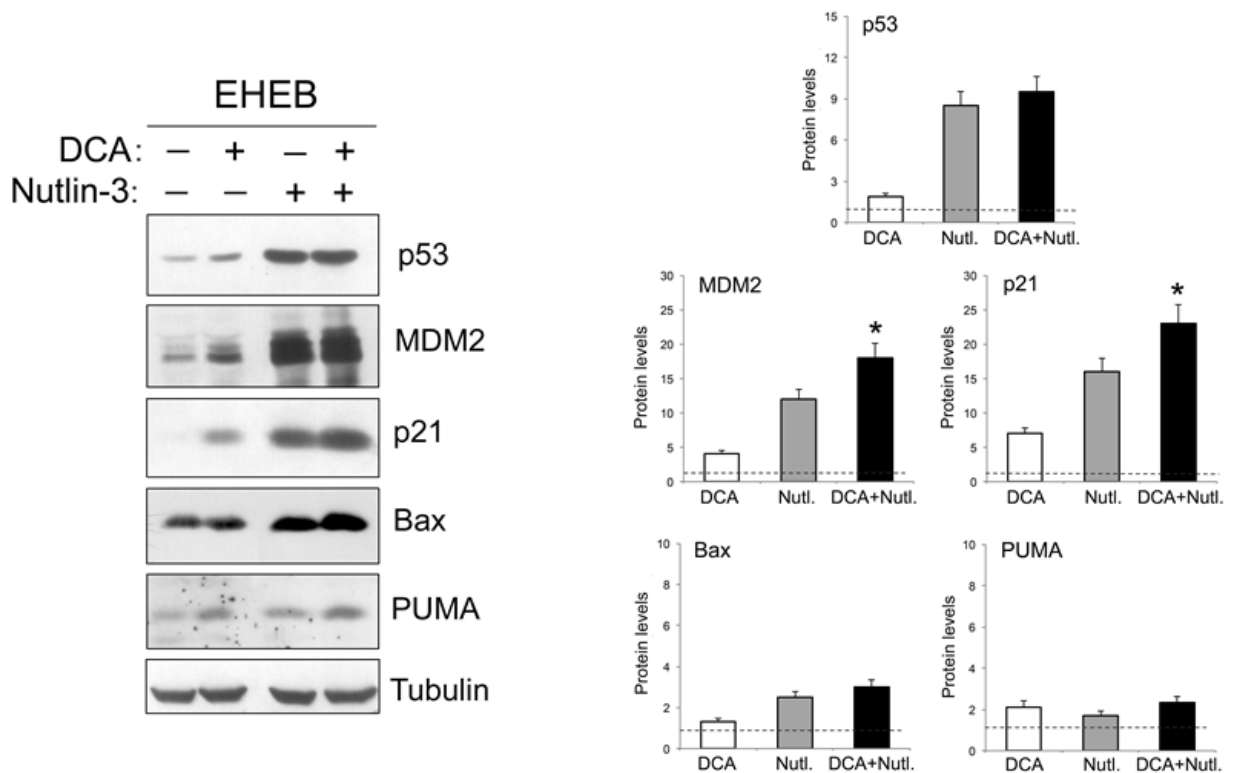 EHEB
DCA: – + – +
Nutlin-3: – – + +
p53
MDM2
p21
Bax
PUMA
Tubulin
p53
Protein levels
15
12
9
6
3
0
DCA Nutl. DCA+Nutl.
MDM2
Protein levels
30
25
20
15
10
5
0
*
DCA Nutl. DCA+Nutl.
p21
Protein levels
30
25
20
15
10
5
0
*
DCA Nutl. DCA+Nutl.
Bax
Protein levels
10
8
6
4
2
0
DCA Nutl. DCA+Nutl.
PUMA
Protein levels
10
8
6
4
2
0
DCA Nutl. DCA+Nutl.